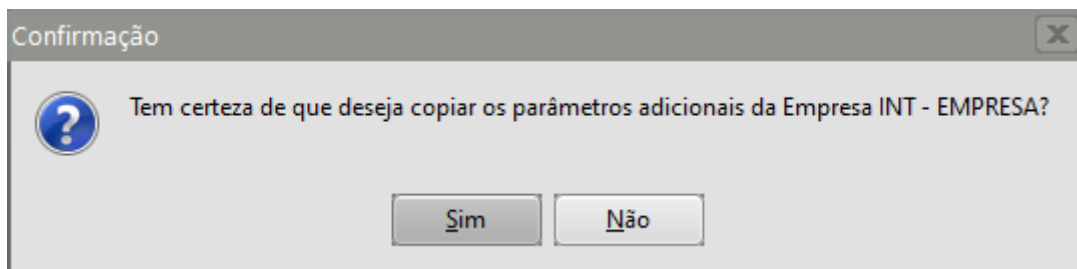 Confirmação
Tem certeza de que deseja copiar os parâmetros adicionais da Empresa INT - EMPRESA?
Sim
Não